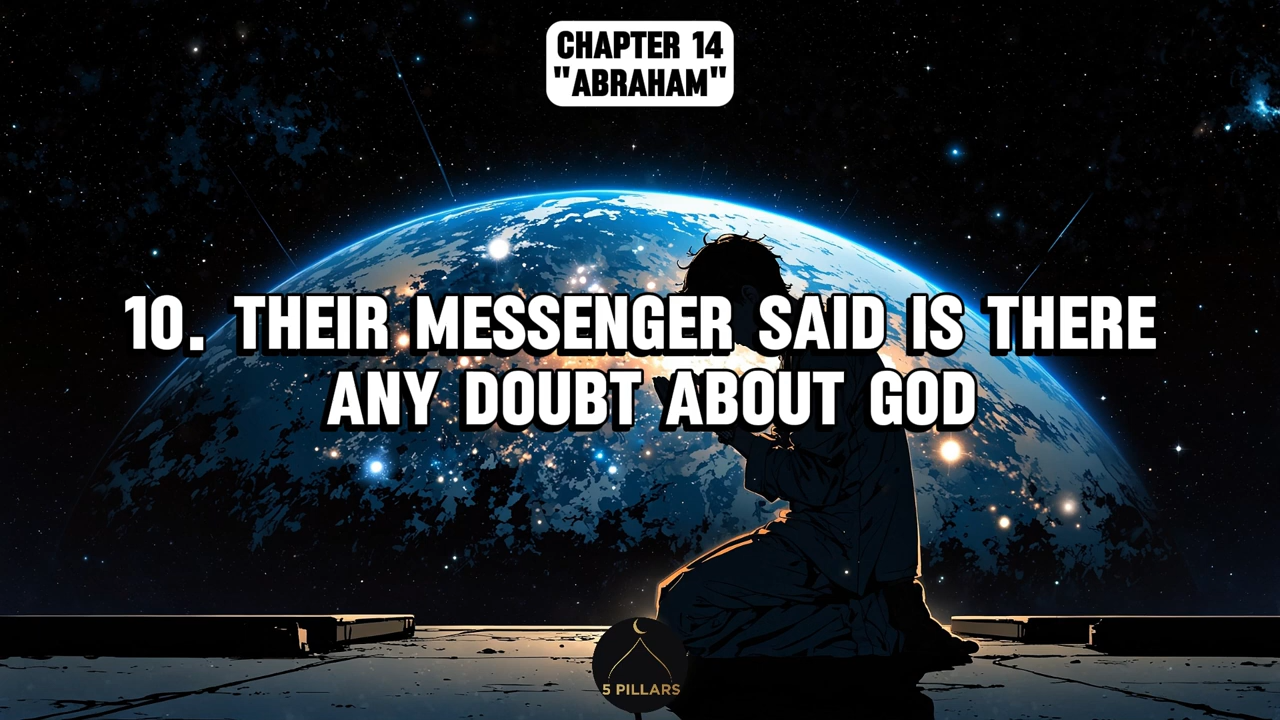 CHAPTER 14
"ABRAHAM"
10. THEIR MESSENGER SAID IS THERE
ANY DOUBT ABOUT GOD
5 PILLARS